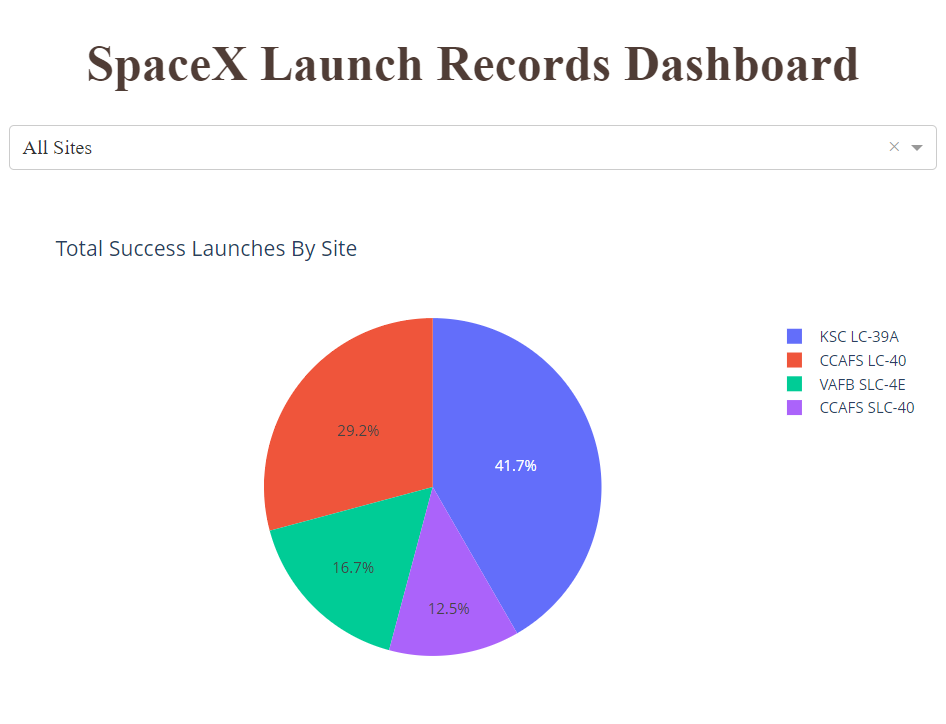 SpaceX Launch Records Dashboard
All Sites
Total Success Launches By Site
KSC LC-39A
CCAFS LC-40
VAFB SLC-4E
CCAFS SLC-40
29.2%
41.7%
16.7%
12.5%